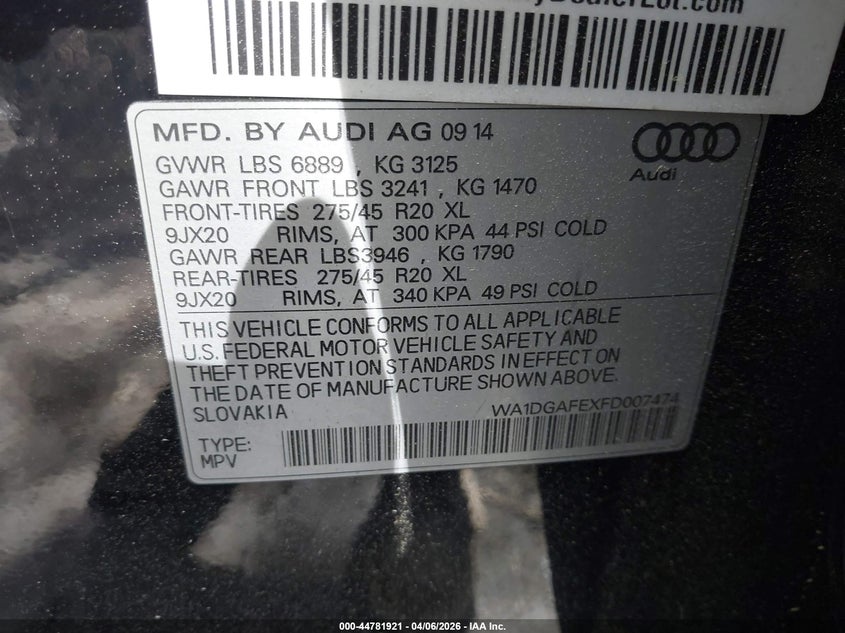 DealerLot.com
MFD. BY AUDI AG 09 14
GVWR LBS 6889 , KG 3125
GAWR FRONT LBS 3241 , KG 1470
FRONT-TIRES 275/45 R20 XL
9JX20 RIMS, AT 300 KPA 44 PSI COLD
GAWR REAR LBS3946 , KG 1790
REAR-TIRES 275/45 R20 XL
9JX20 RIMS, AT 340 KPA 49 PSI COLD
Audi
THIS VEHICLE CONFORMS TO ALL APPLICABLE
U.S. FEDERAL MOTOR VEHICLE SAFETY AND
THEFT PREVENTION STANDARDS IN EFFECT ON
THE DATE OF MANUFACTURE SHOWN ABOVE.
SLOVAKIA WA1DGAFEXFD007474
TYPE:
MPV
000-44781921 - 04/06/2026 - IAA Inc.